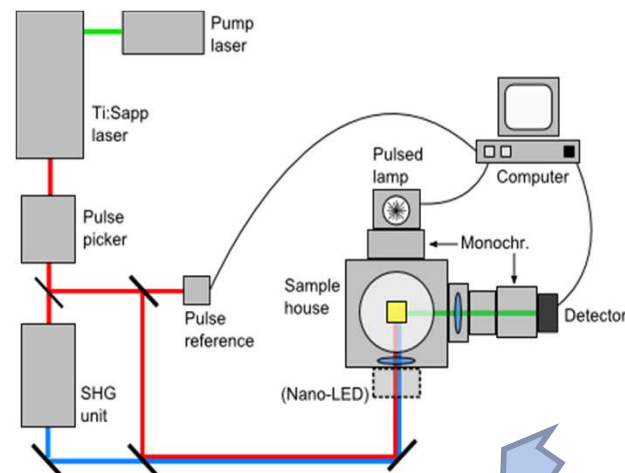 Pump
laser
Ti:Sapp
laser
Pulse
picker
Pulsed
lamp
Computer
Monochr.
Sample
house
Pulse
reference
Detector
SHG
unit
(Nano-LED)